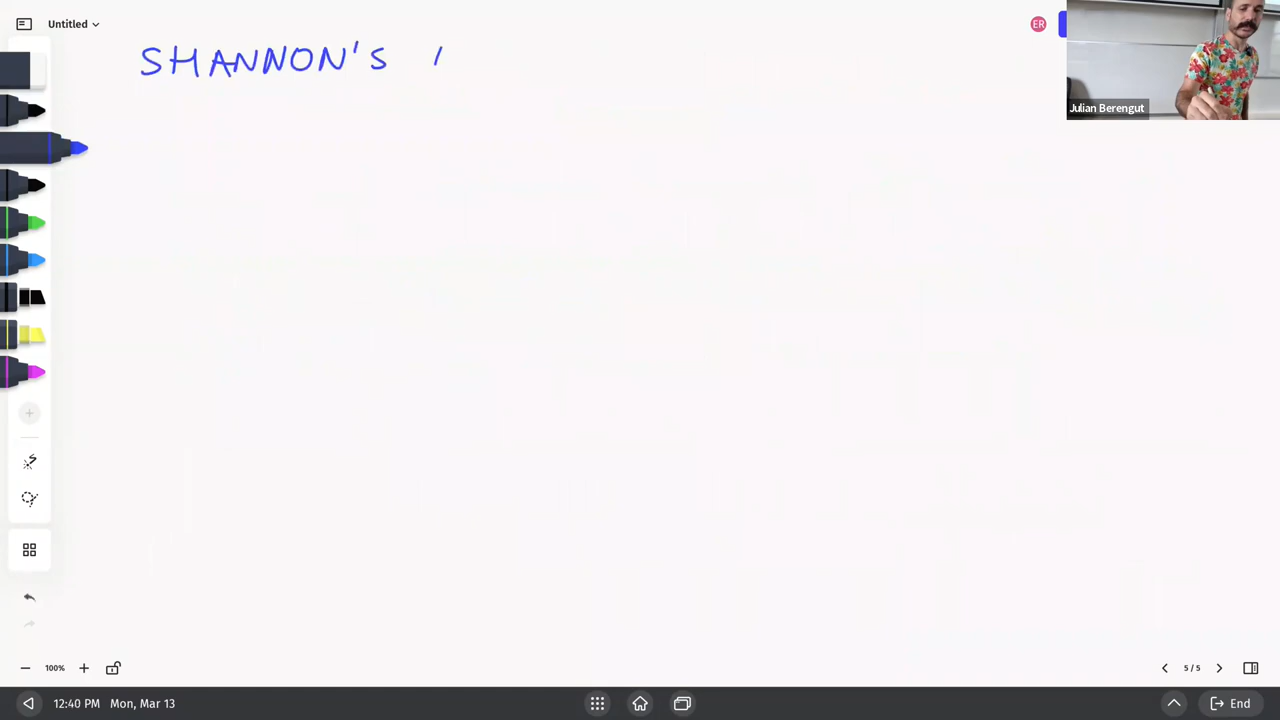 Untitled
SHANNON'S
ER
Julian Berengut
100%
5 / 5
12:40 PM Mon, Mar 13
End